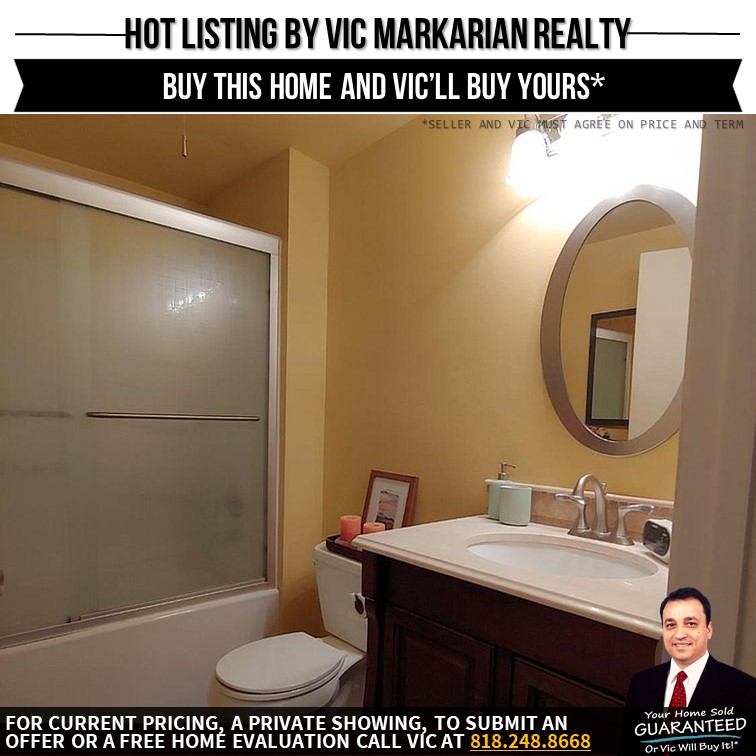 HOT LISTING BY VIC MARKARIAN REALTY
BUY THIS HOME AND VIC'LL BUY YOURS*
*SELLER AND VIC MUST AGREE ON PRICE AND TERM
Your Home Sold
GUARANTEED
Or Vic Will Buy It!
FOR CURRENT PRICING, A PRIVATE SHOWING, TO SUBMIT AN
OFFER OR A FREE HOME EVALUATION CALL VIC AT 818.248.8668